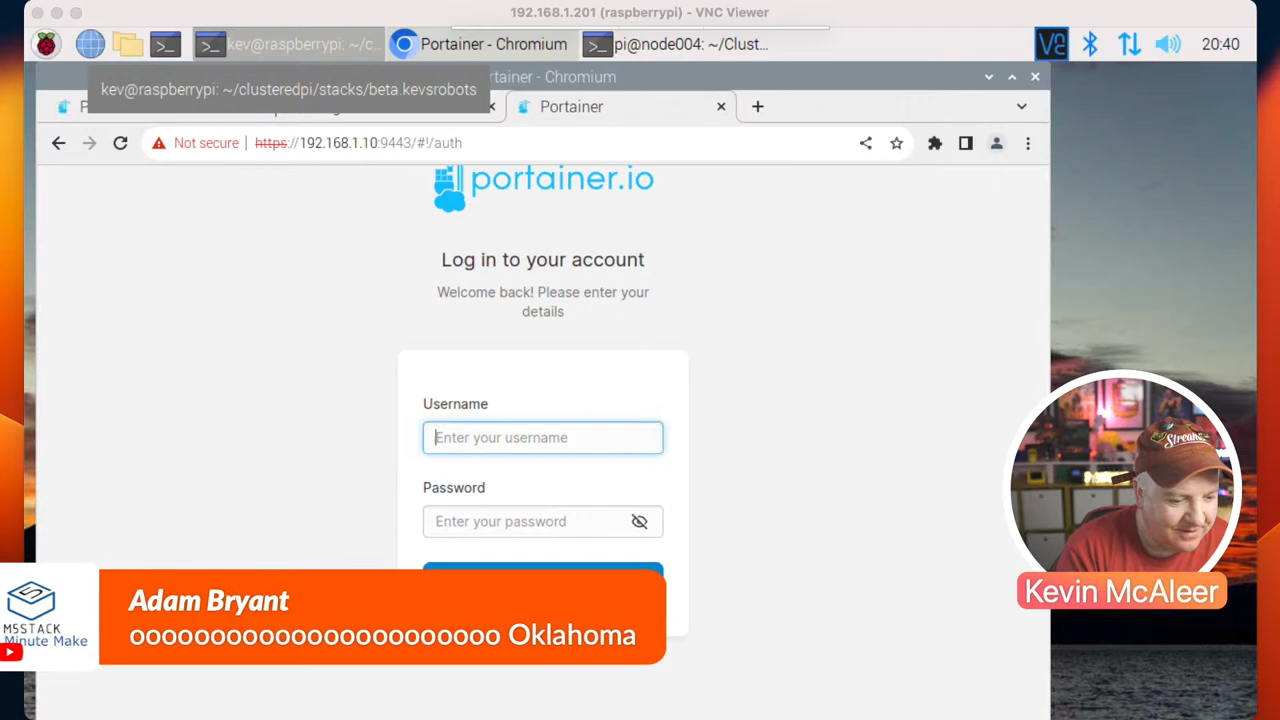 192.168.1.201 (raspberrypi) - VNC Viewer
kev@raspberrypi: ~/c...
Portainer - Chromium
pi@node004: ~/Clust...
20:40
kev@raspberrypi: ~/clusteredpi/stacks/beta.kevsrobots
rtainer - Chromium
P
Portainer
Not secure
https://192.168.1.10:9443/#!/auth
portainer.io
Log in to your account
Welcome back! Please enter your
details
Username
Enter your username
Password
Enter your password
Streaks
Kevin McAleer
M5STACK
Minute Make
Adam Bryant
ooooooooooooooooooooooo Oklahoma